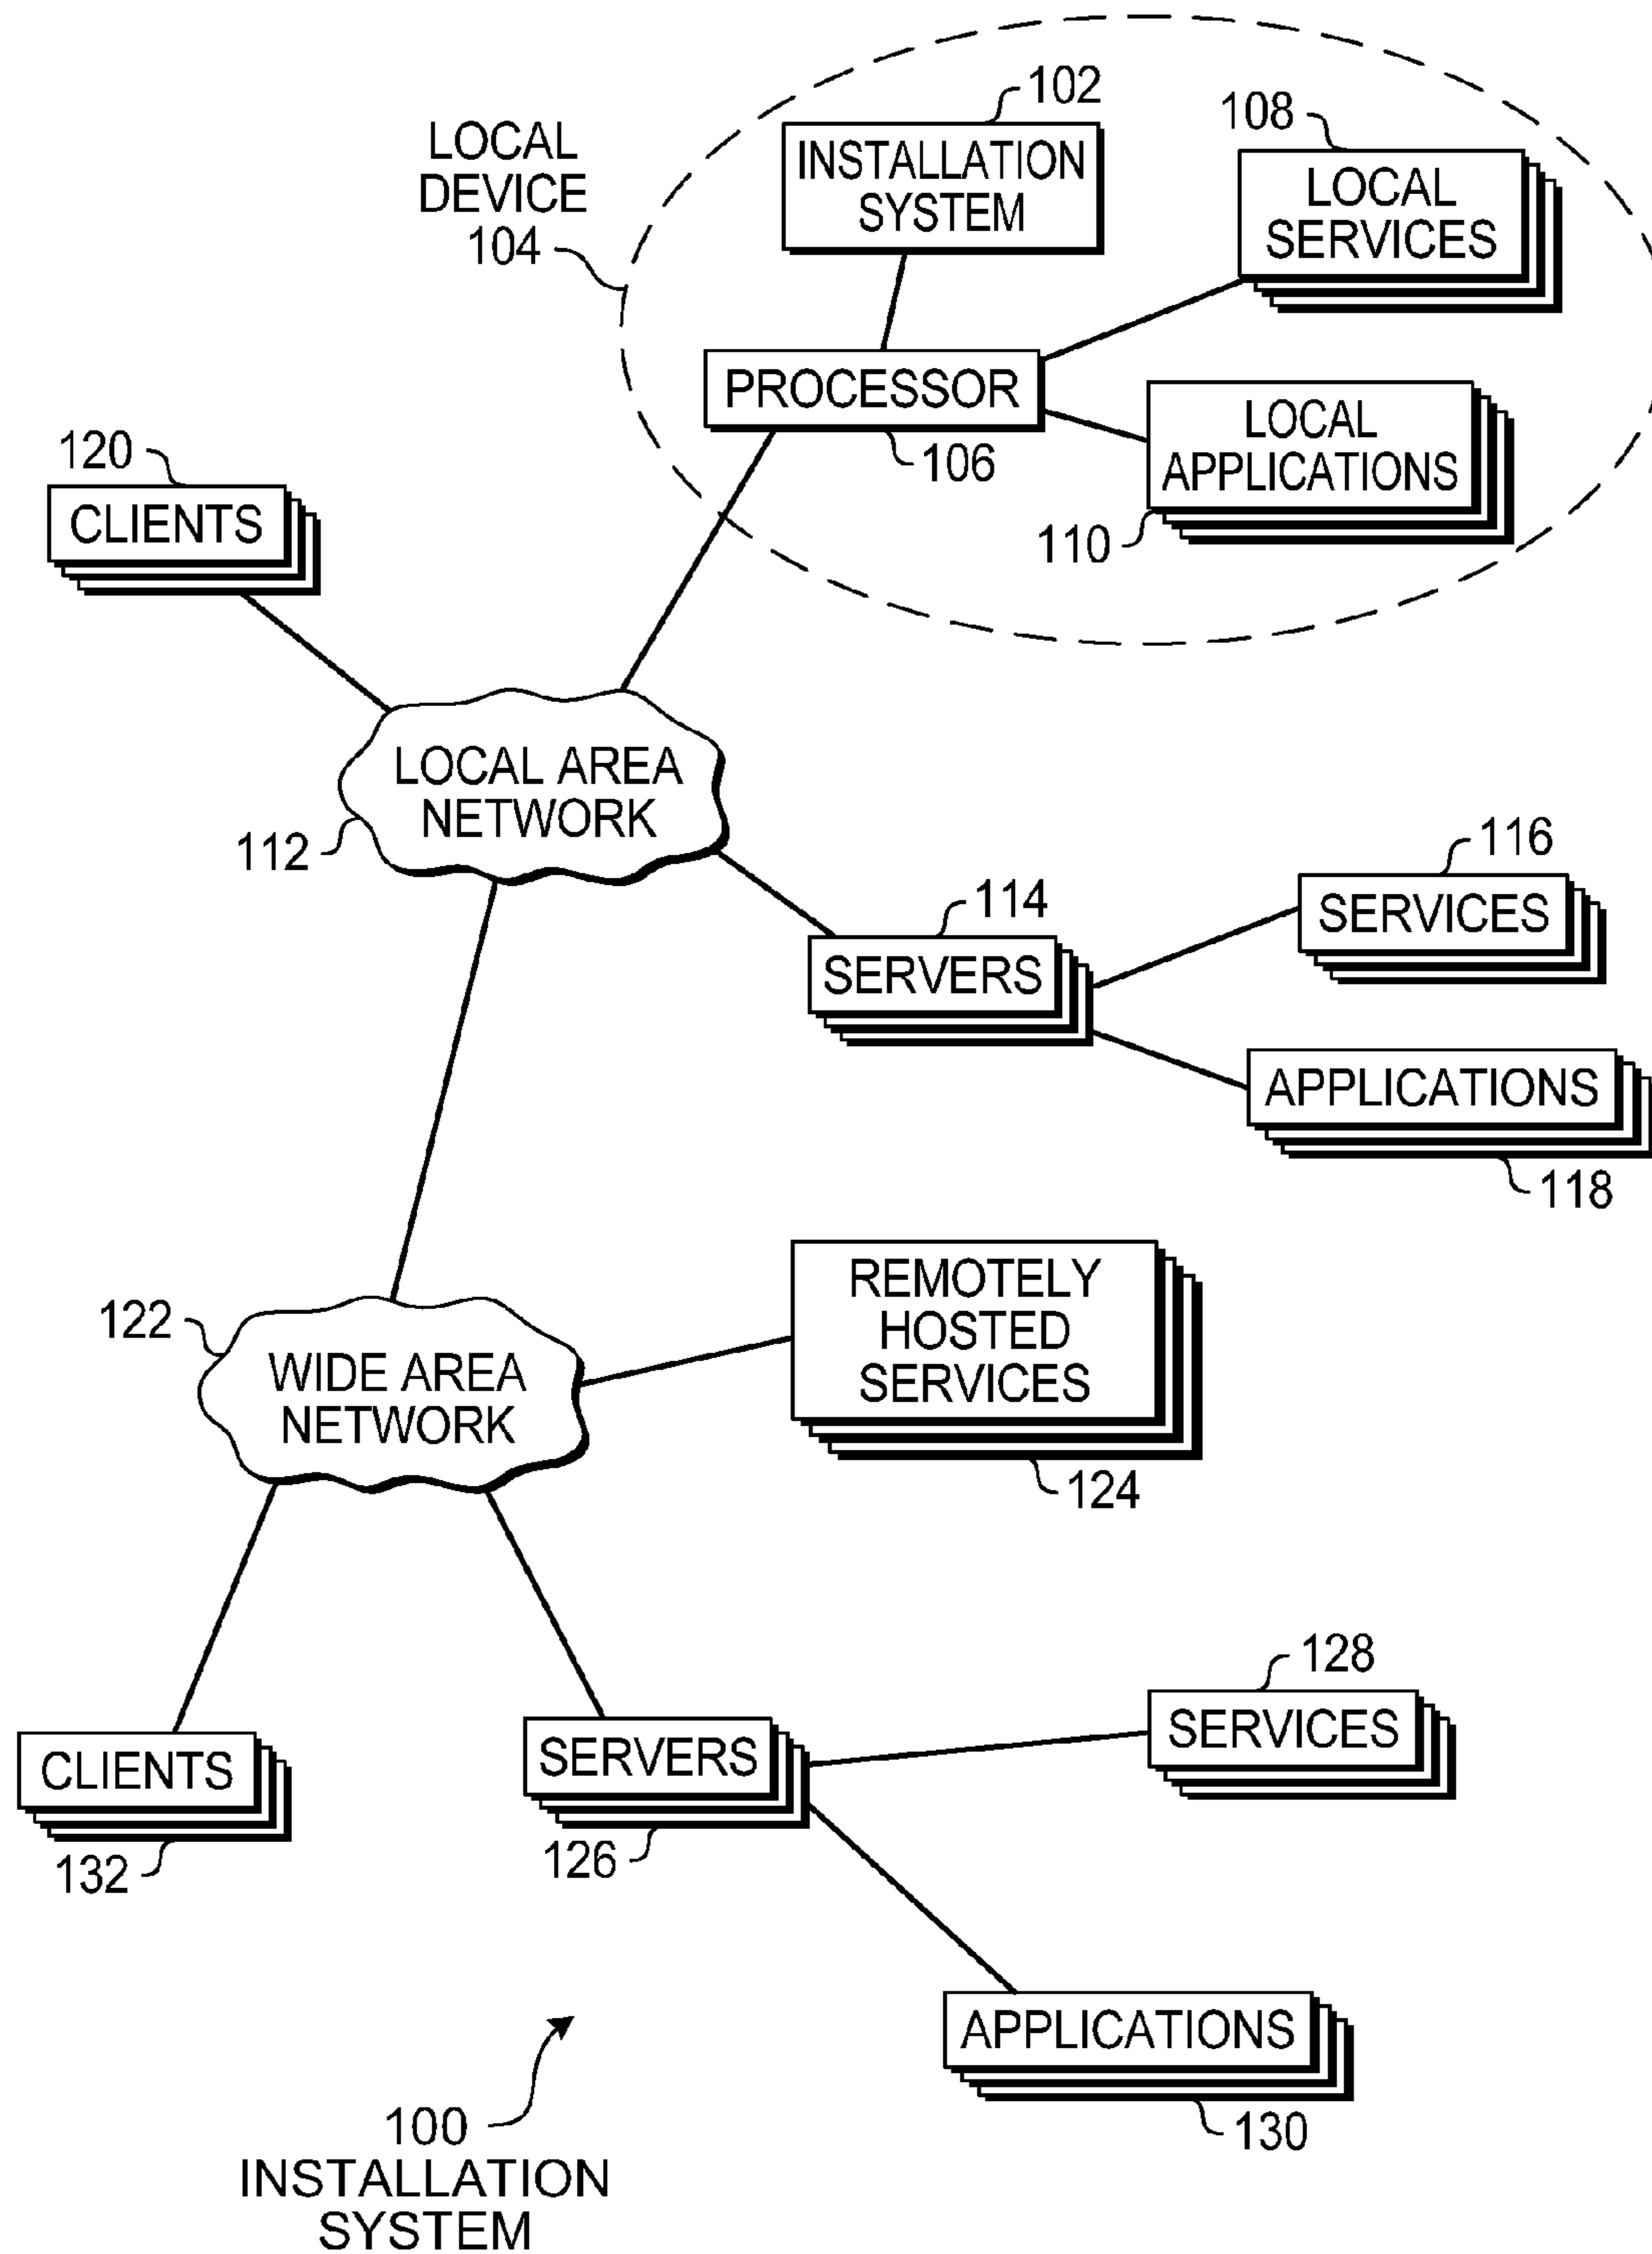 102
INSTALLATION
SYSTEM
108
LOCAL
SERVICES
LOCAL
DEVICE
104
PROCESSOR
106
LOCAL
APPLICATIONS
110
120
CLIENTS
LOCAL AREA
NETWORK
112
114
SERVERS
116
SERVICES
APPLICATIONS
118
122
WIDE AREA
NETWORK
REMOTELY
HOSTED
SERVICES
124
CLIENTS
132
SERVERS
126
128
SERVICES
APPLICATIONS
130
100
INSTALLATION
SYSTEM